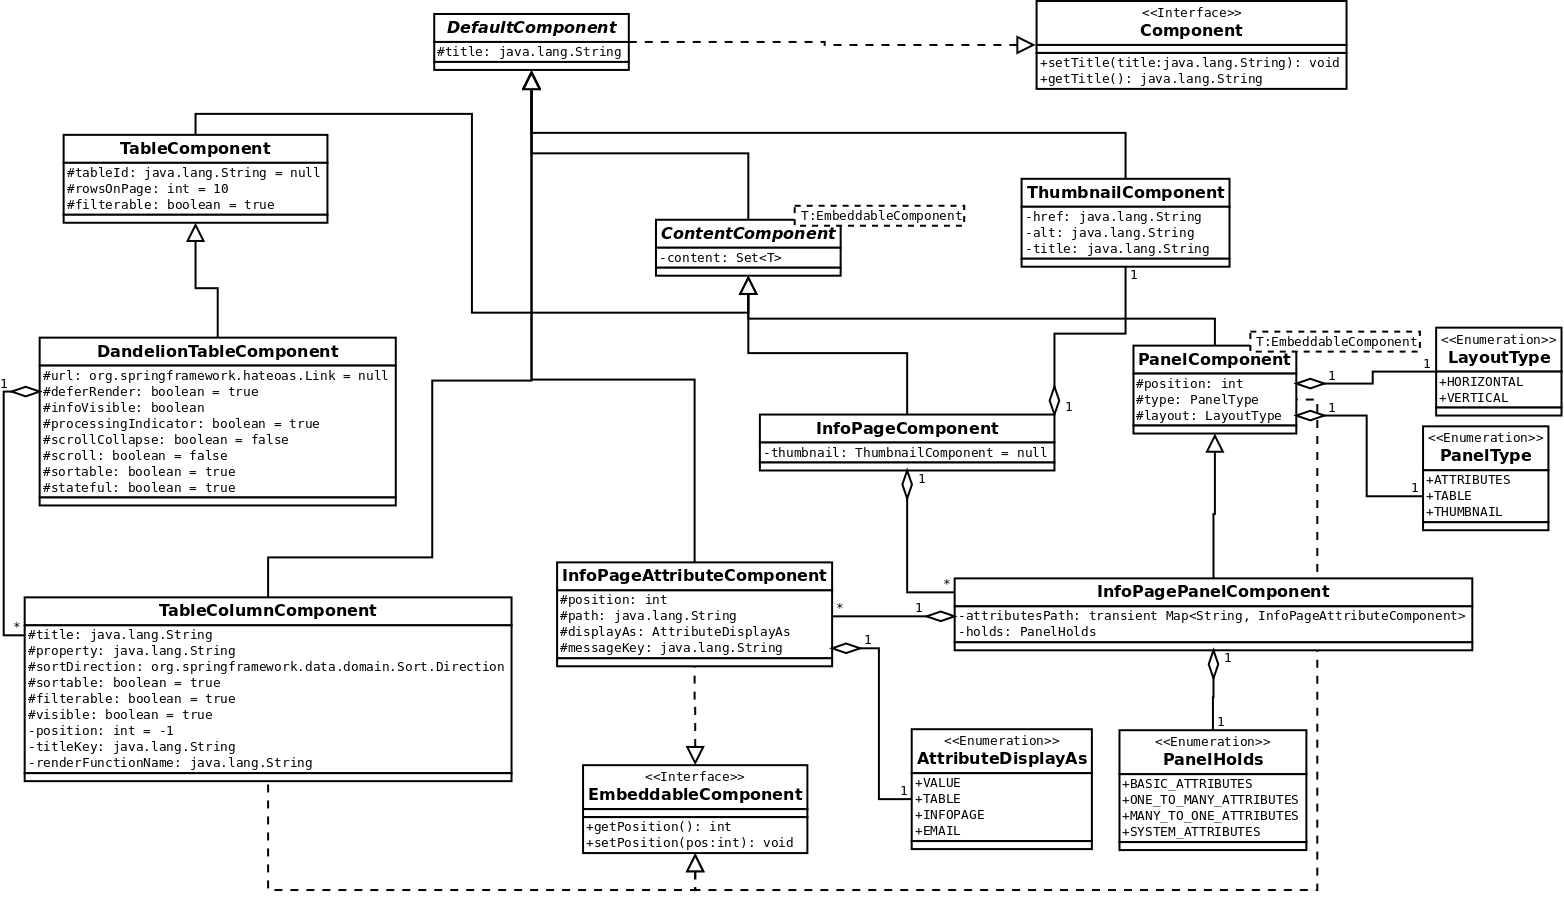 DefaultComponent
#title: java.lang.String
<<Interface>>
Component
+setTitle(title:java.lang.String): void
+getTitle(): java.lang.String
TableComponent
#tableId: java.lang.String = null
#rowsOnPage: int = 10
#filterable: boolean = true
T:EmbeddableComponent
ContentComponent
-content: Set<T>
ThumbnailComponent
-href: java.lang.String
-alt: java.lang.String
-title: java.lang.String
1
DandelionTableComponent
#url: org.springframework.hateoas.Link = null
#deferRender: boolean = true
#infoVisible: boolean
#processingIndicator: boolean = true
#scrollCollapse: boolean = false
#scroll: boolean = false
#sortable: boolean = true
#stateful: boolean = true
1
*
InfoPageComponent
-thumbnail: ThumbnailComponent = null
1
1
*
T:EmbeddableComponent
PanelComponent
#position: int
#type: PanelType
#layout: LayoutType
1
1
1
1
<<Enumeration>>
LayoutType
+HORIZONTAL
+VERTICAL
<<Enumeration>>
PanelType
+ATTRIBUTES
+TABLE
+THUMBNAIL
TableColumnComponent
#title: java.lang.String
#property: java.lang.String
#sortDirection: org.springframework.data.domain.Sort.Direction
#sortable: boolean = true
#filterable: boolean = true
#visible: boolean = true
-position: int = -1
-titleKey: java.lang.String
-renderFunctionName: java.lang.String
InfoPageAttributeComponent
#position: int
#path: java.lang.String
#displayAs: AttributeDisplayAs
#messageKey: java.lang.String
*
1
1
1
InfoPagePanelComponent
-attributesPath: transient Map<String, InfoPageAttributeComponent>
-holds: PanelHolds
1
1
<<Interface>>
EmbeddableComponent
+getPosition(): int
+setPosition(pos:int): void
<<Enumeration>>
AttributeDisplayAs
+VALUE
+TABLE
+INFOPAGE
+EMAIL
<<Enumeration>>
PanelHolds
+BASIC_ATTRIBUTES
+ONE_TO_MANY_ATTRIBUTES
+MANY_TO_ONE_ATTRIBUTES
+SYSTEM_ATTRIBUTES